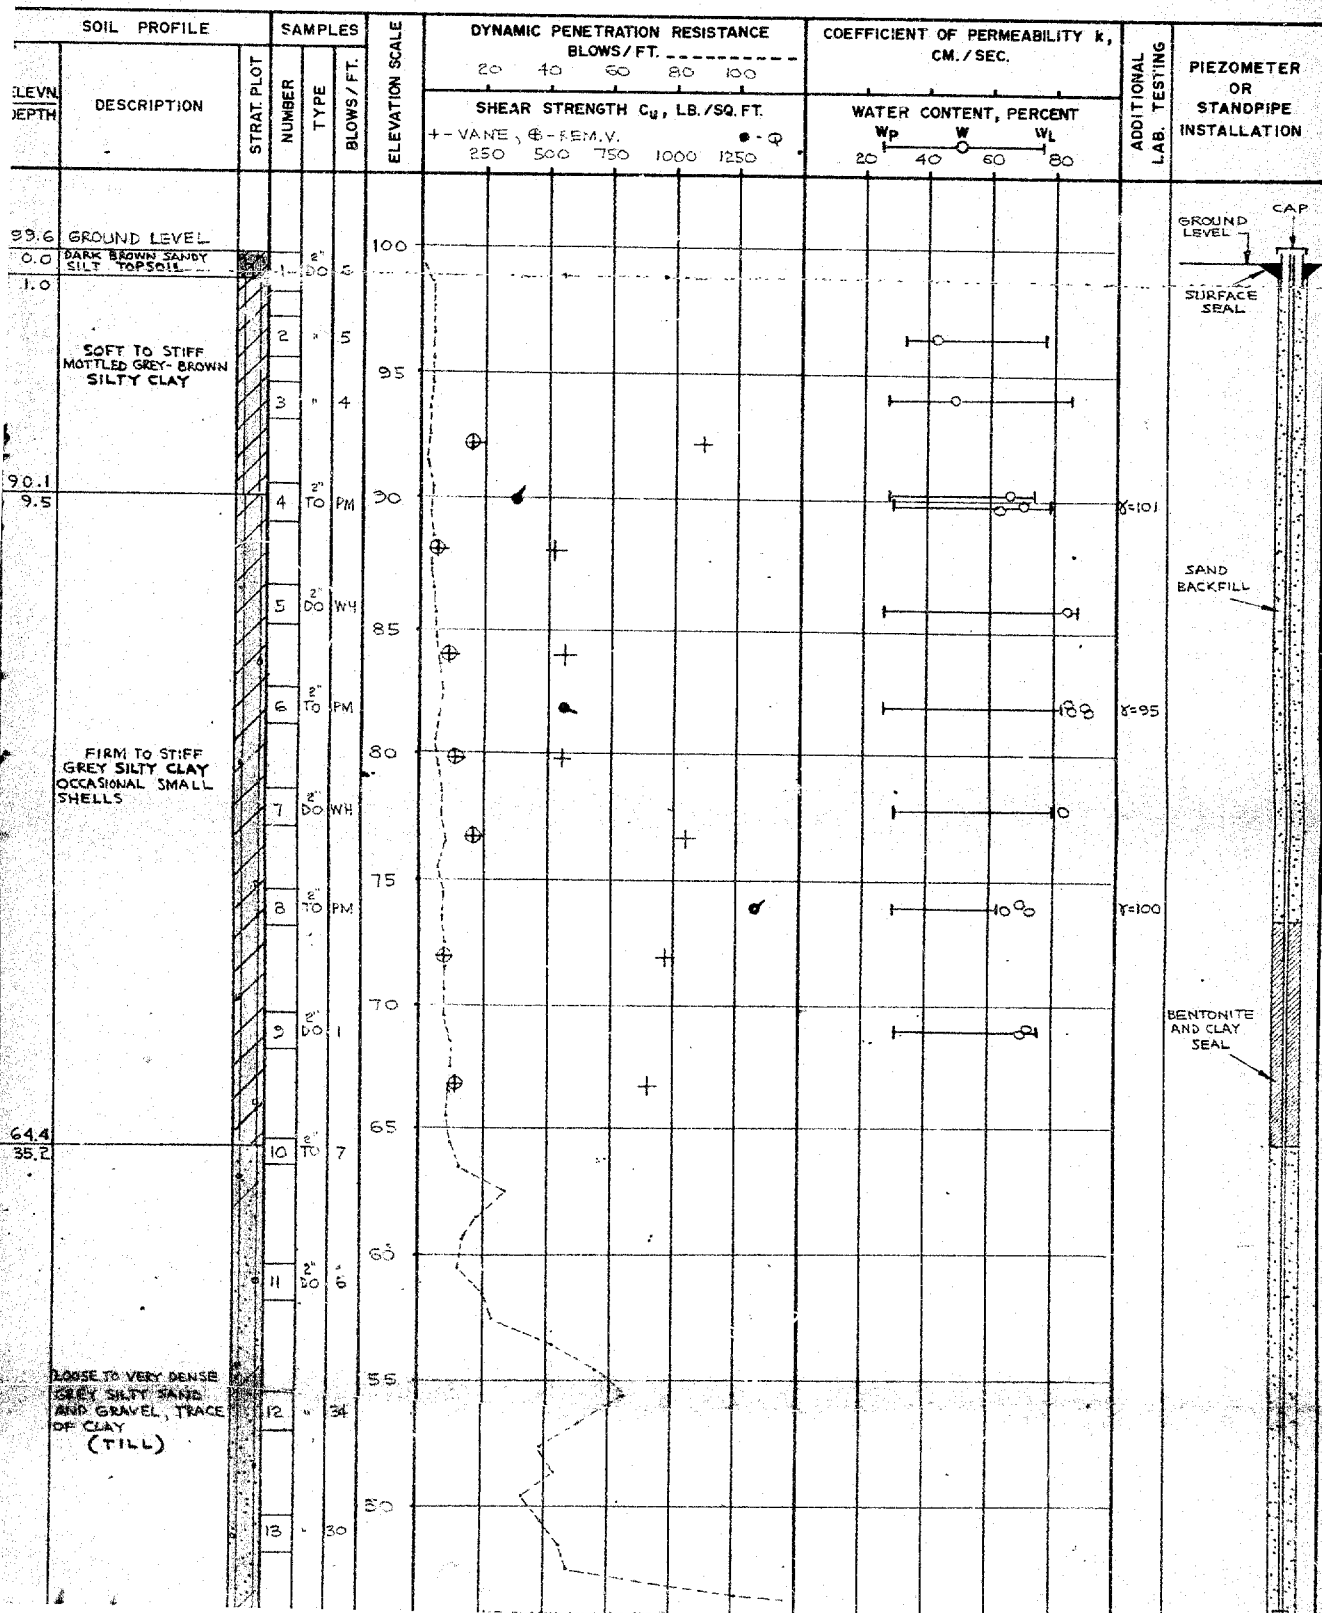 SOIL PROFILE
SAMPLES
ELEVATION SCALE
DYNAMIC PENETRATION RESISTANCE
BLOWS/FT. ----------
20 40 60 80 100
COEFFICIENT OF PERMEABILITY k,
CM./SEC.
ADDITIONAL
LAB. TESTING
PIEZOMETER
OR
STANDPIPE
INSTALLATION
ELEVN
DEPTH
DESCRIPTION
STRAT. PLOT
NUMBER
TYPE
BLOWS/FT.
SHEAR STRENGTH Cu, LB./SQ.FT.
+-VANE, ⊕-REM.V. ●-Q
250 500 750 1000 1250
WATER CONTENT, PERCENT
WP W WL
20 40 60 80
99.6 GROUND LEVEL
0.0 DARK BROWN SANDY
SILT TOPSOIL
1.0
SOFT TO STIFF
MOTTLED GREY-BROWN
SILTY CLAY
90.1
9.5
FIRM TO STIFF
GREY SILTY CLAY
OCCASIONAL SMALL
SHELLS
64.4
35.2
LOOSE TO VERY DENSE
GREY SILTY SAND
AND GRAVEL, TRACE
OF CLAY
(TILL)
1 2" DO
2 " 5
3 " 4
4 2" TO PM
5 2" DO WH
6 2" TO PM
7 2" DO WH
8 2" TO PM
9 2" DO 1
10 2" TO 7
11 2" DO 6
12 " 34
13 " 30
100
95
90
85
80
75
70
65
60
55
50
γ=101
γ=95
γ=100
GROUND
LEVEL
CAP
SURFACE
SEAL
SAND
BACKFILL
BENTONITE
AND CLAY
SEAL